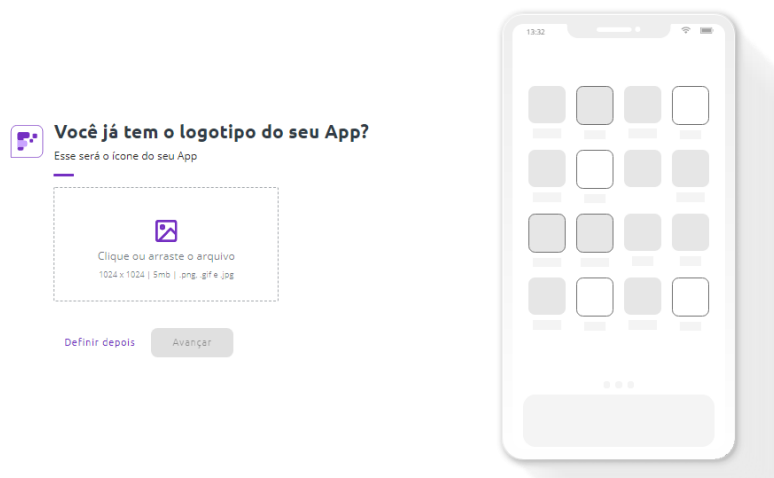 13:32
Você já tem o logotipo do seu App?
Esse será o ícone do seu App
Clique ou arraste o arquivo
1024 x 1024 | 5mb | .png, .gif e .jpg
Definir depois
Avançar